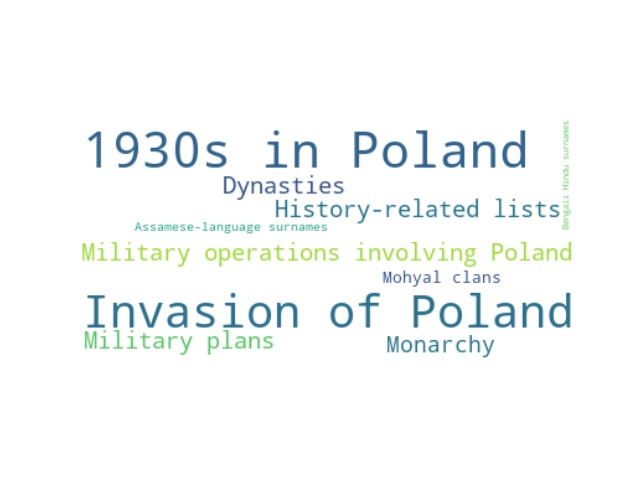 1930s in Poland
Bengali Hindu surnames
Dynasties
History-related lists
Assamese-language surnames
Military operations involving Poland
Mohyal clans
Invasion of Poland
Military plans
Monarchy